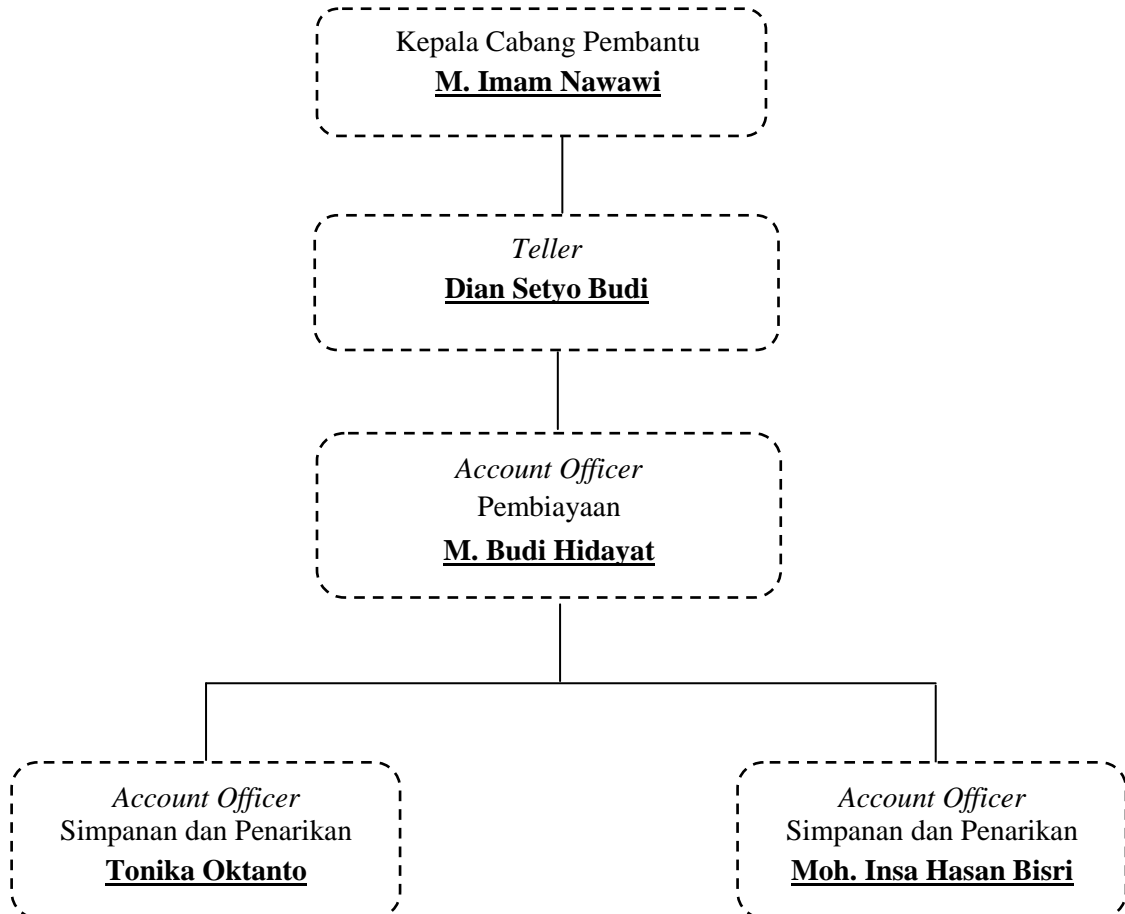 Kepala Cabang Pembantu
M. Imam Nawawi
Teller
Dian Setyo Budi
Account Officer
Pembiayaan
M. Budi Hidayat
Account Officer
Simpanan dan Penarikan
Tonika Oktanto
Account Officer
Simpanan dan Penarikan
Moh. Insa Hasan Bisri